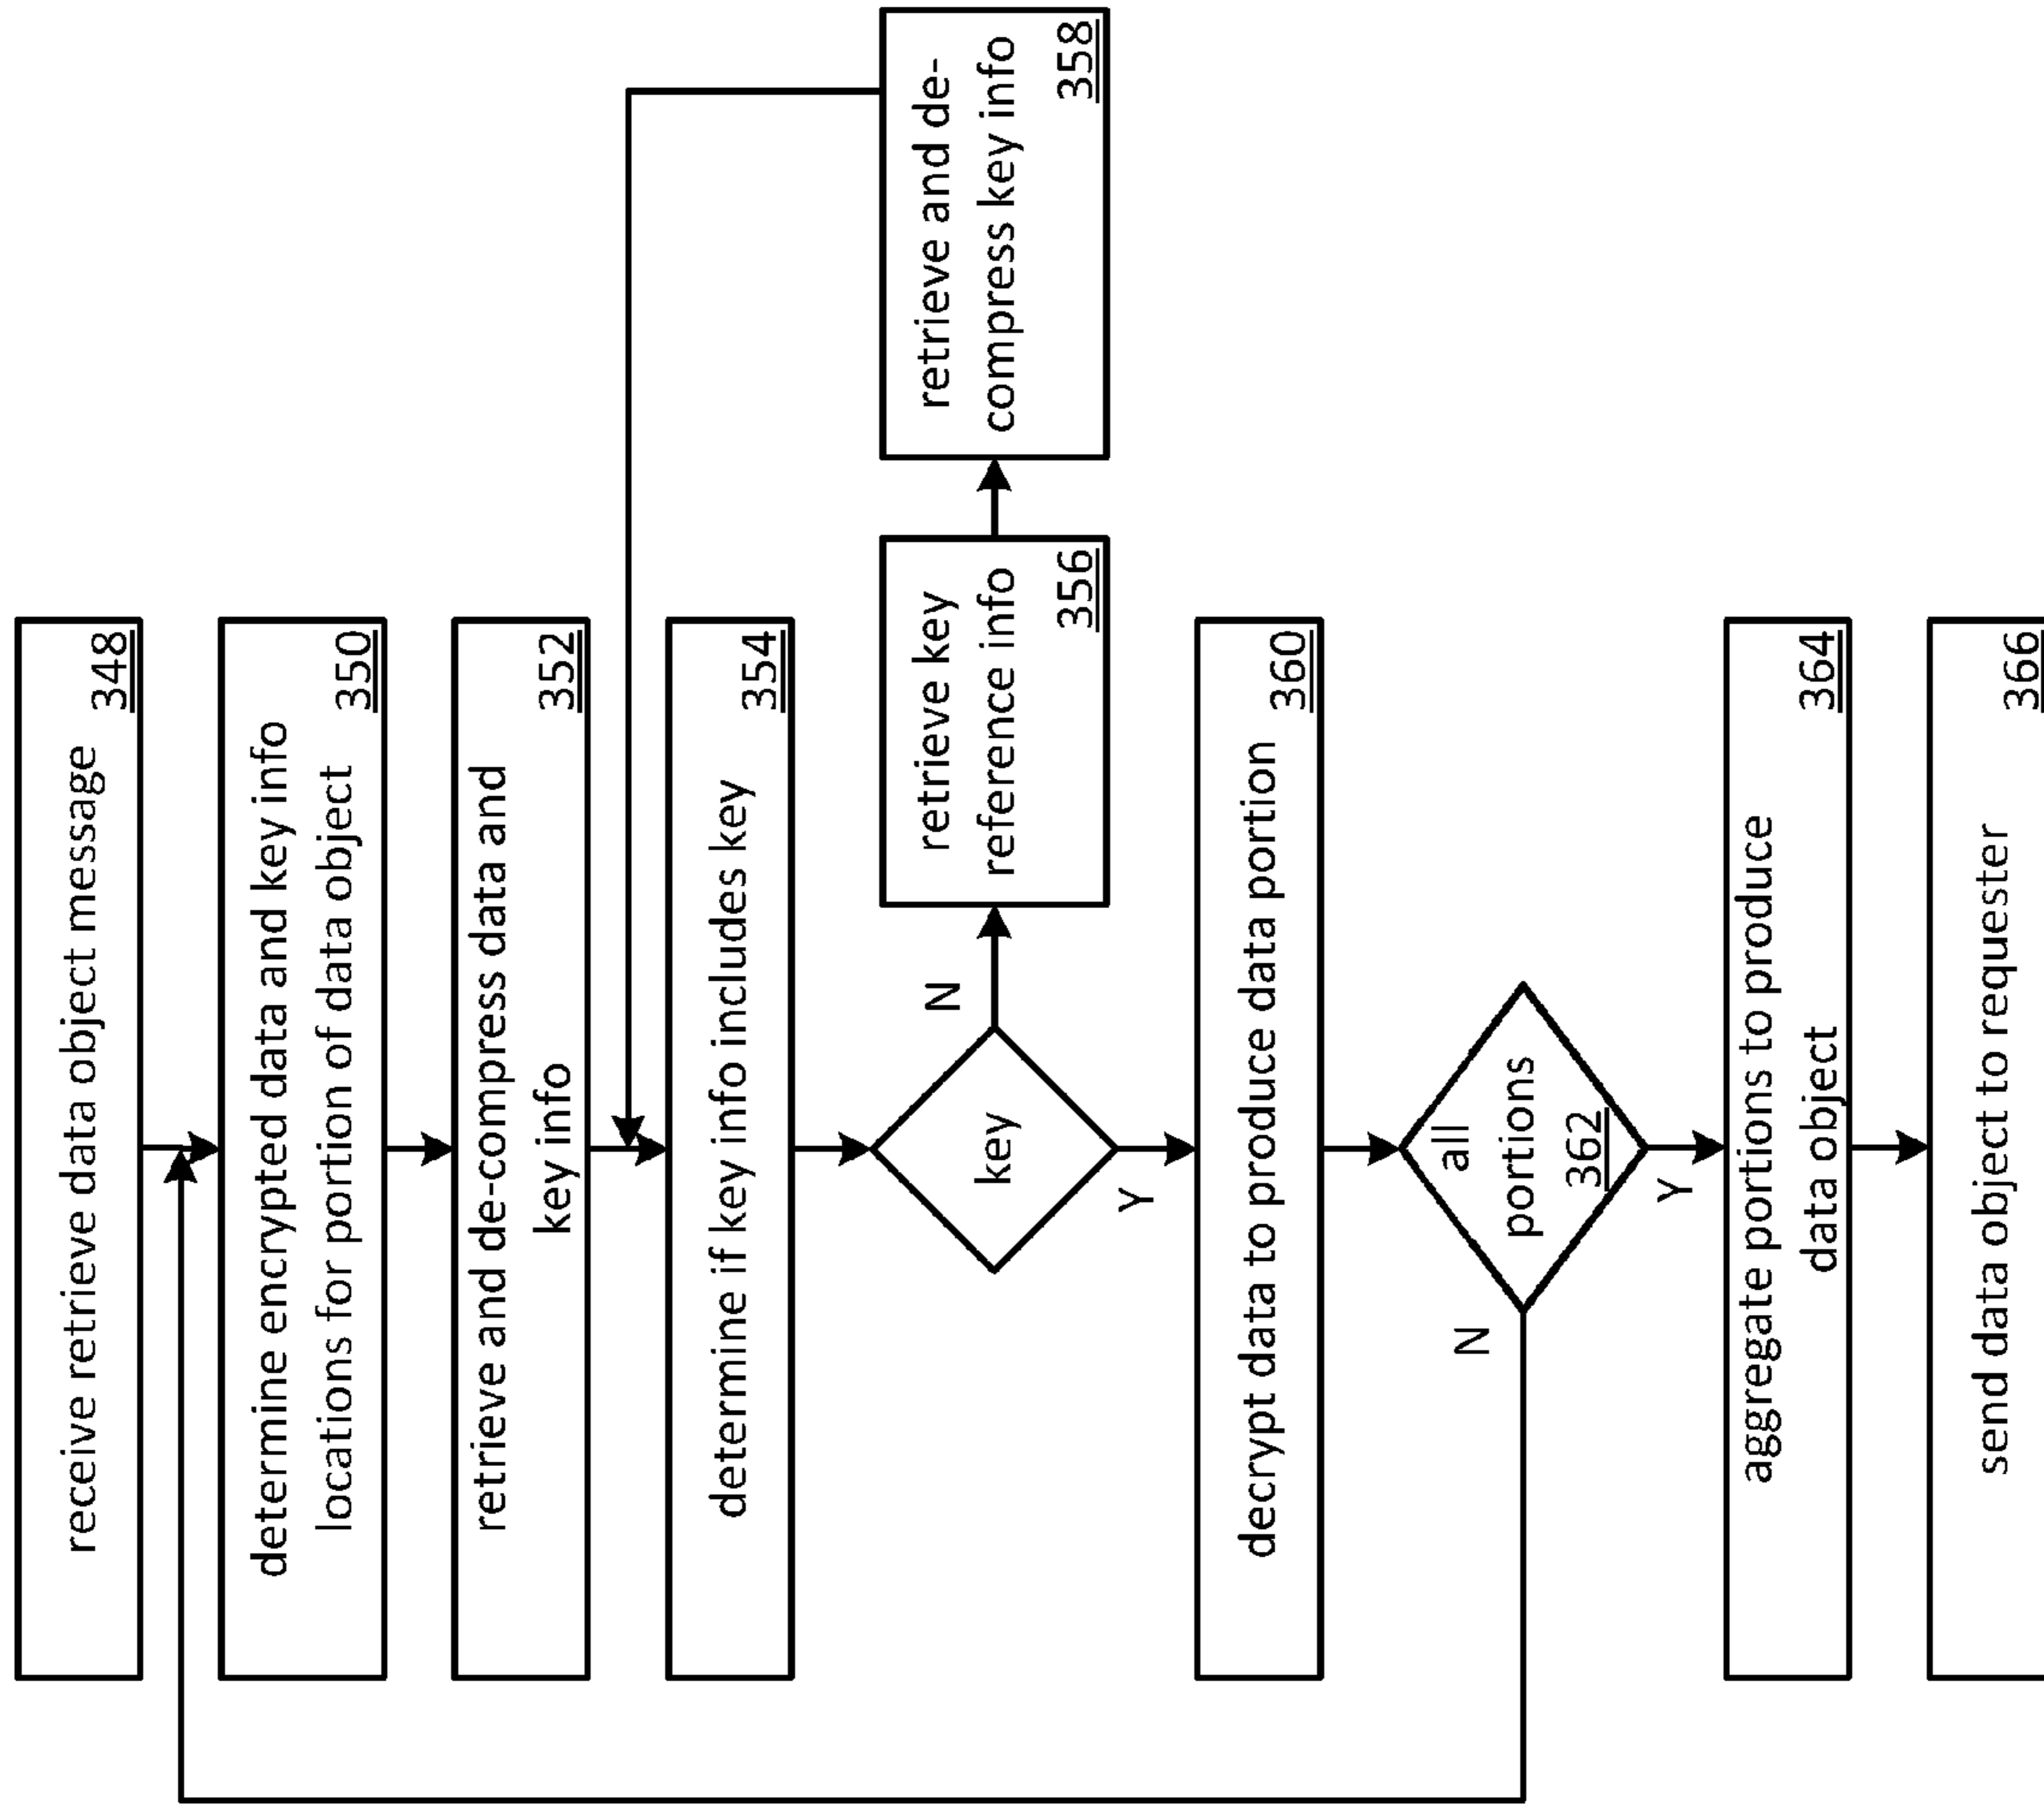 receive retrieve data object message
348
determine encrypted data and key info
locations for portion of data object
350
retrieve and de-compress data and
key info
352
determine if key info includes key
354
key
N
Y
retrieve key
reference info
356
retrieve and de-
compress key info
358
decrypt data to produce data portion
360
all
portions
362
N
Y
aggregate portions to produce
data object
364
send data object to requester
366